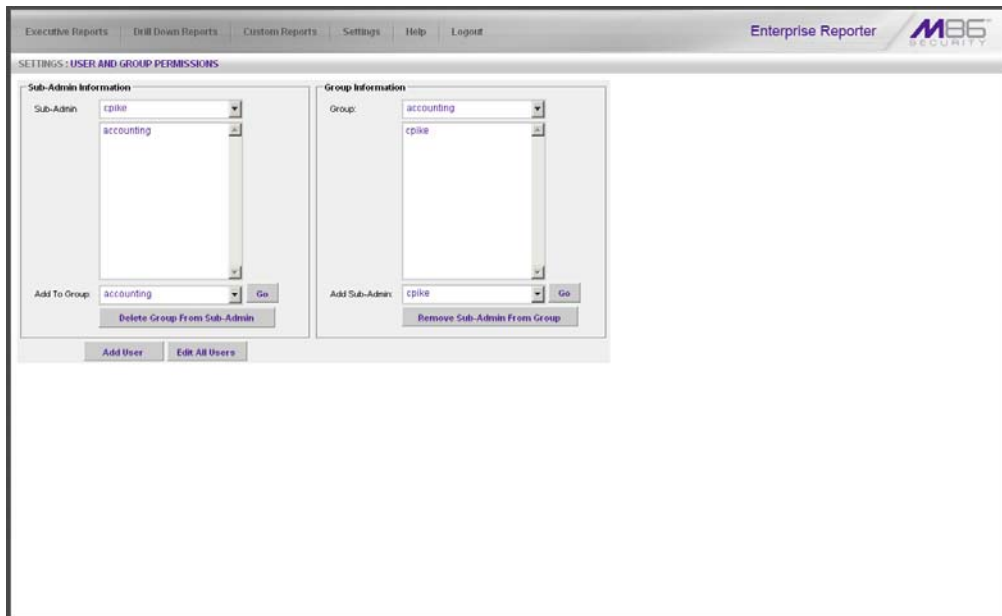 Executive Reports Drill Down Reports Custom Reports Settings Help Logout
Enterprise Reporter
M86 SECURITY
SETTINGS : USER AND GROUP PERMISSIONS
Sub-Admin Information
Sub-Admin cpike
accounting
Add To Group: accounting Go
Delete Group From Sub-Admin
Group Information
Group: accounting
cpike
Add Sub-Admin: cpike Go
Remove Sub-Admin From Group
Add User Edit All Users